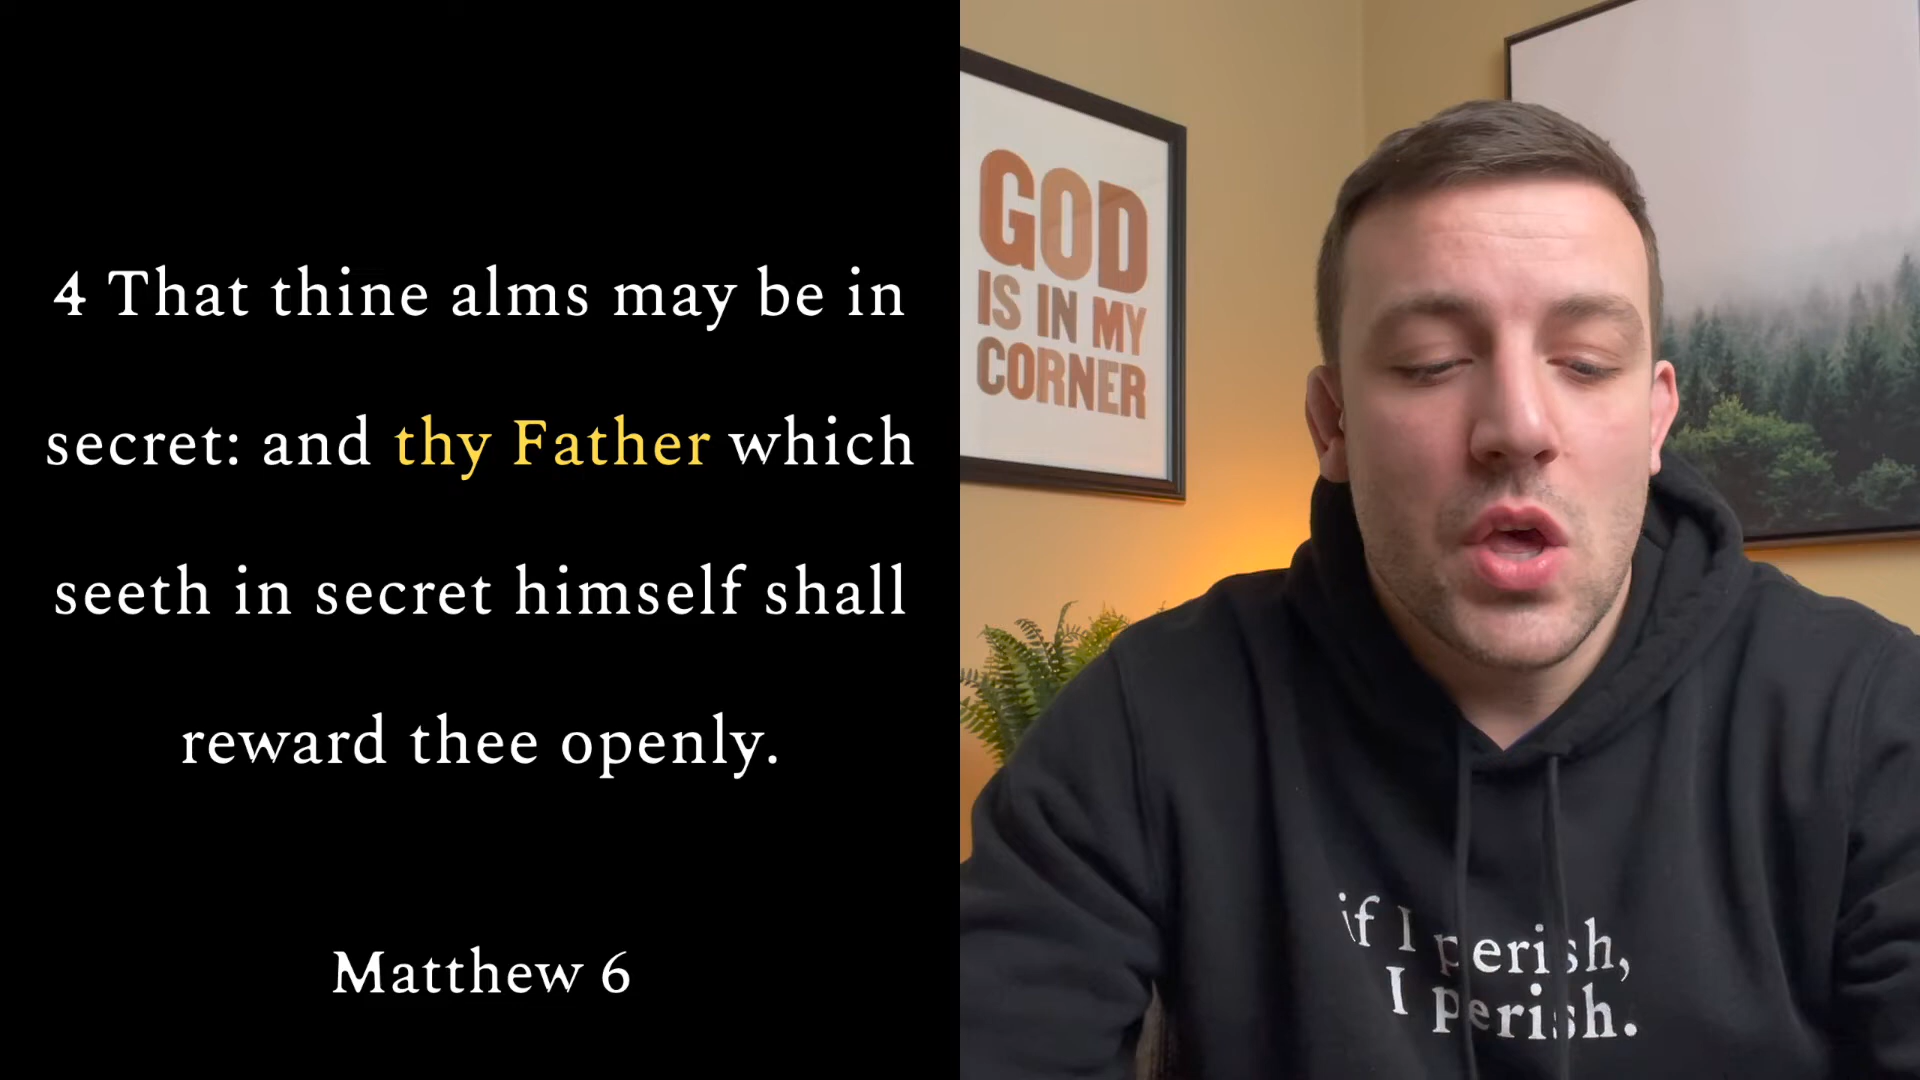 4 That thine alms may be in
secret: and thy Father which
seeth in secret himself shall
reward thee openly.
Matthew 6
GOD
IS IN MY
CORNER
if I perish,
I perish.